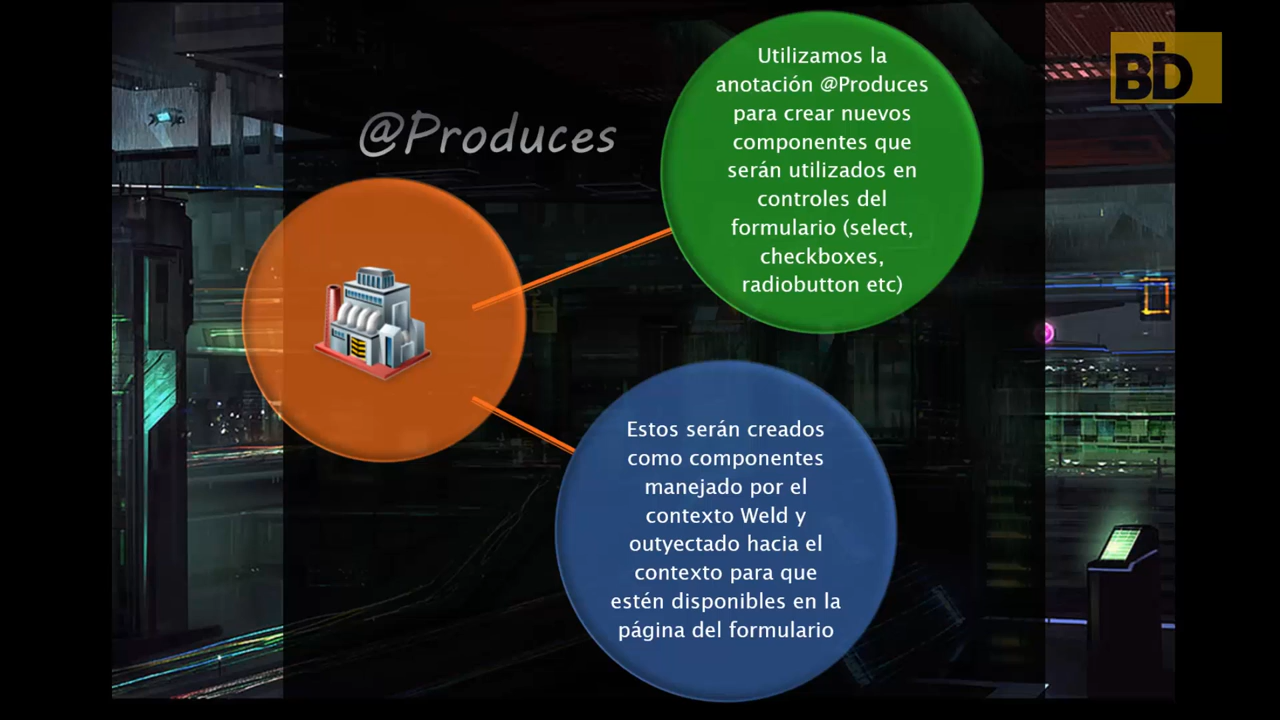 @Produces
Utilizamos la
anotación @Produces
para crear nuevos
componentes que
serán utilizados en
controles del
formulario (select,
checkboxes,
radiobutton etc)
Estos serán creados
como componentes
manejado por el
contexto Weld y
outyectado hacia el
contexto para que
estén disponibles en la
página del formulario
BID